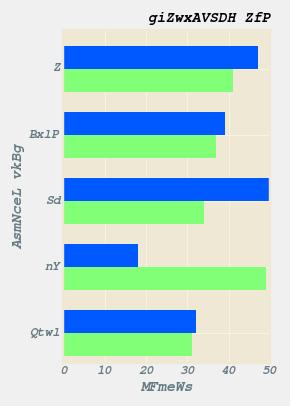 giZwxAVSDH ZfP
Z
BxlP
Sd
nY
Qtwl
AsmNceL vkBg
0 10 20 30 40 50
MFmeWs